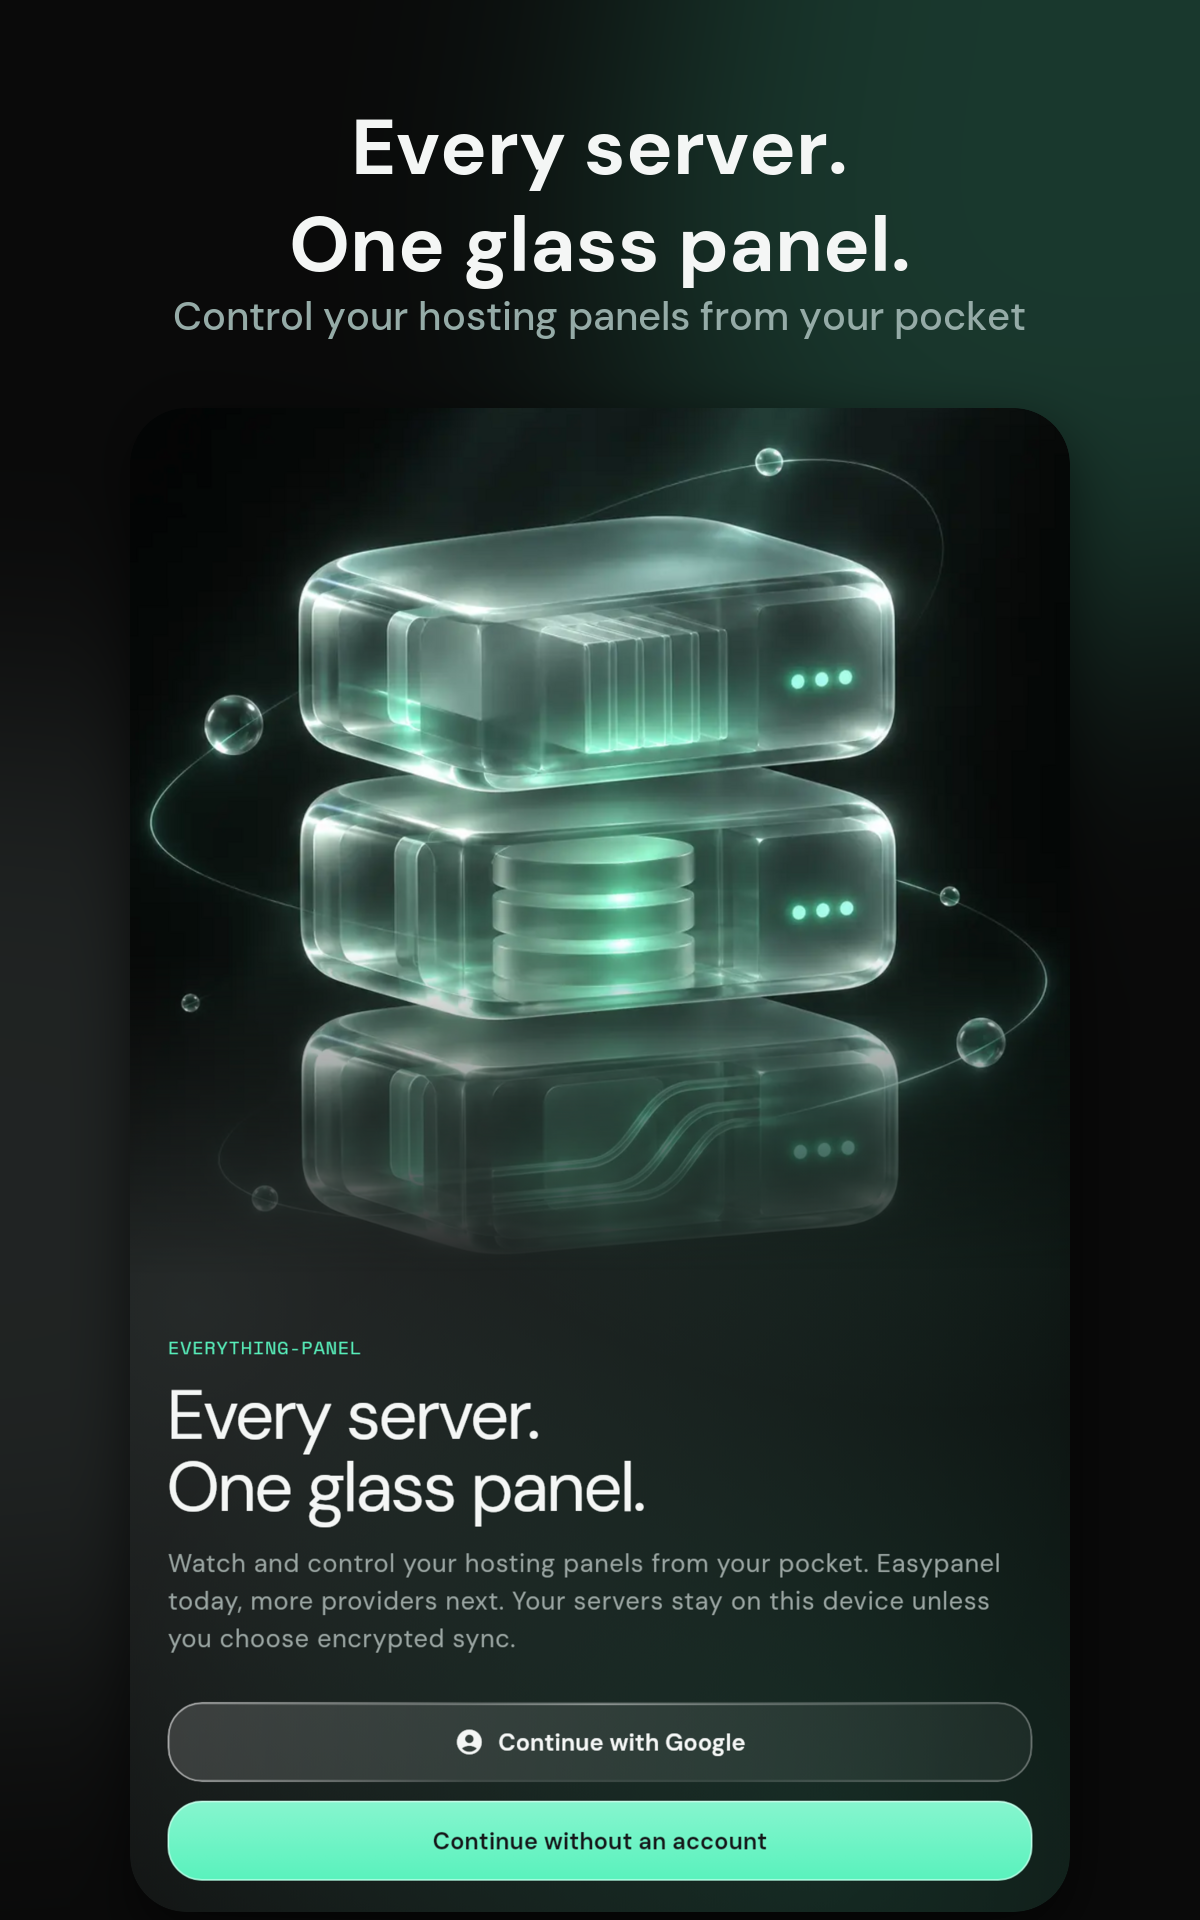 Every server.
One glass panel.
Control your hosting panels from your pocket
EVERYTHING-PANEL
Every server.
One glass panel.
Watch and control your hosting panels from your pocket. Easypanel
today, more providers next. Your servers stay on this device unless
you choose encrypted sync.
Continue with Google
Continue without an account